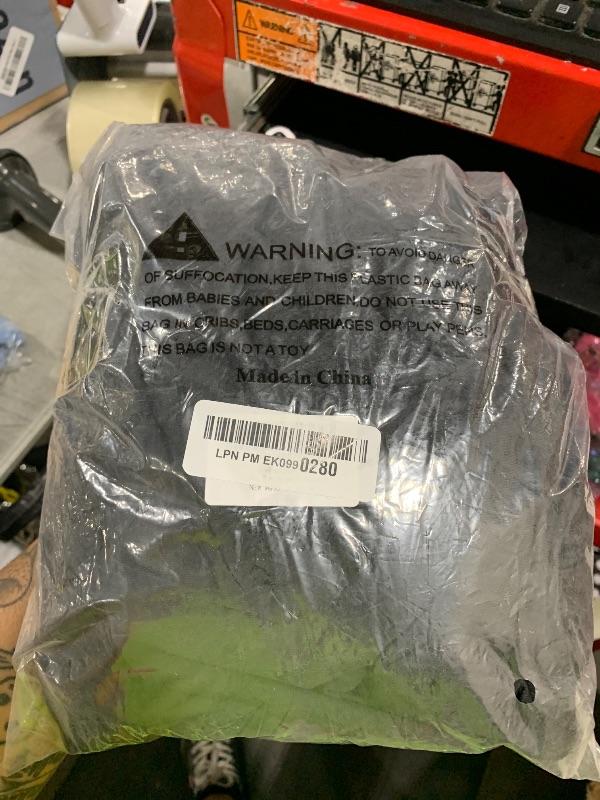 WARNING:
WARNING: TO AVOID DANGER
OF SUFFOCATION,KEEP THIS PLASTIC BAG AWAY
FROM BABIES AND CHILDREN.DO NOT USE THIS
BAG IN CRIBS,BEDS,CARRIAGES OR PLAY PENS.
THIS BAG IS NOT A TOY
Made in China
LPN PM EK0990280